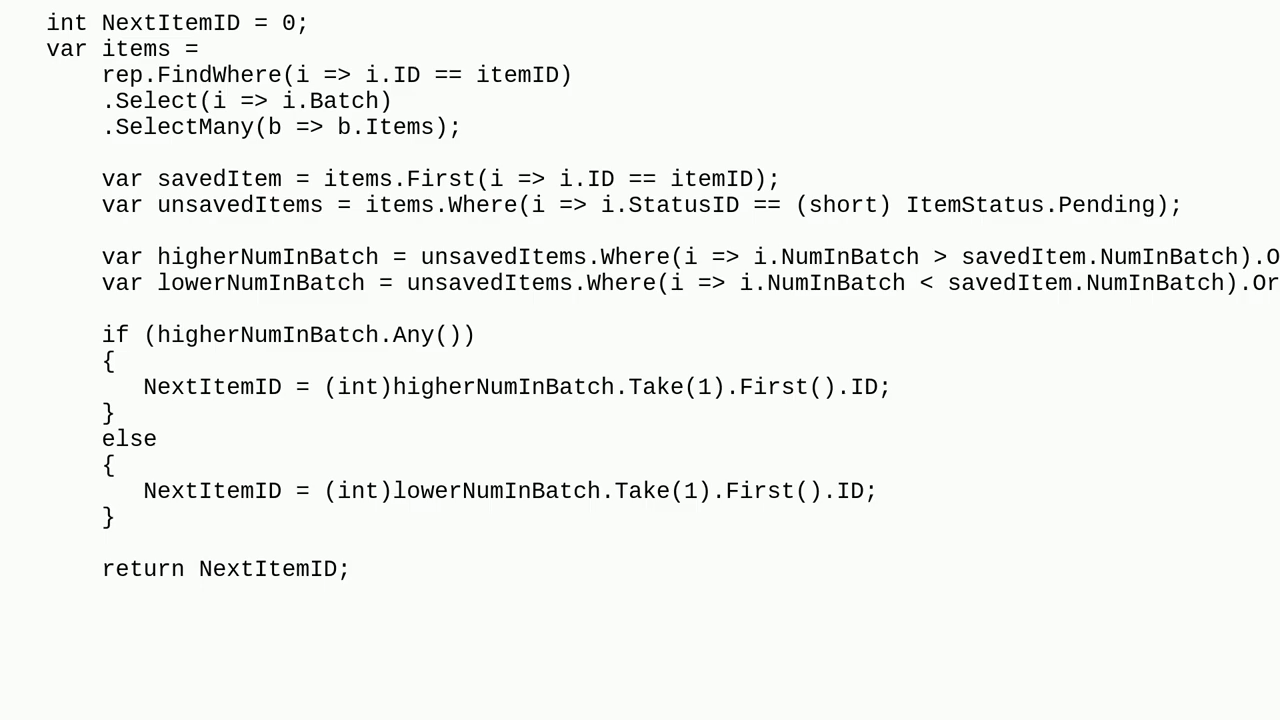 int NextItemID = 0;
var items =
rep.FindWhere(i => i.ID == itemID)
.Select(i => i.Batch)
.SelectMany(b => b.Items);
var savedItem = items.First(i => i.ID == itemID);
var unsavedItems = items.Where(i => i.StatusID == (short) ItemStatus.Pending);
var higherNumInBatch = unsavedItems.Where(i => i.NumInBatch > savedItem.NumInBatch).O
var lowerNumInBatch = unsavedItems.Where(i => i.NumInBatch < savedItem.NumInBatch).Or
if (higherNumInBatch.Any())
{
NextItemID = (int)higherNumInBatch.Take(1).First().ID;
}
else
{
NextItemID = (int)lowerNumInBatch.Take(1).First().ID;
}
return NextItemID;